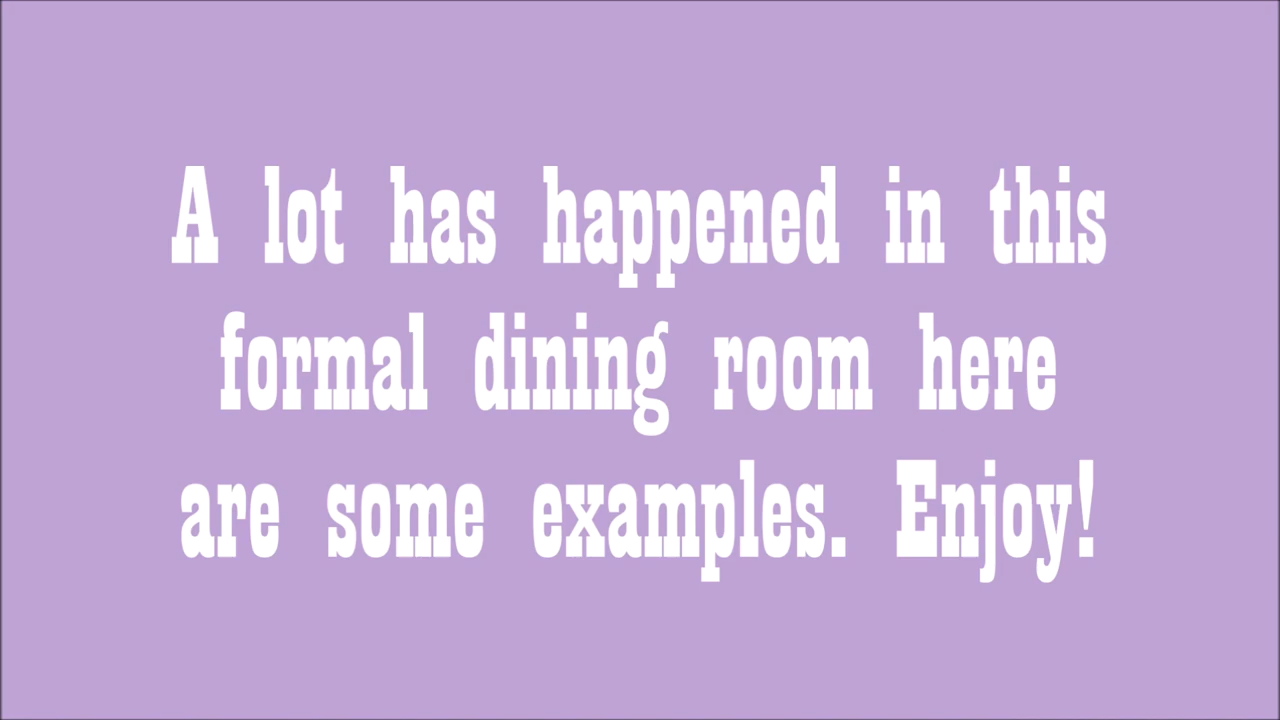 A lot has happened in this
formal dining room here
are some examples. Enjoy!